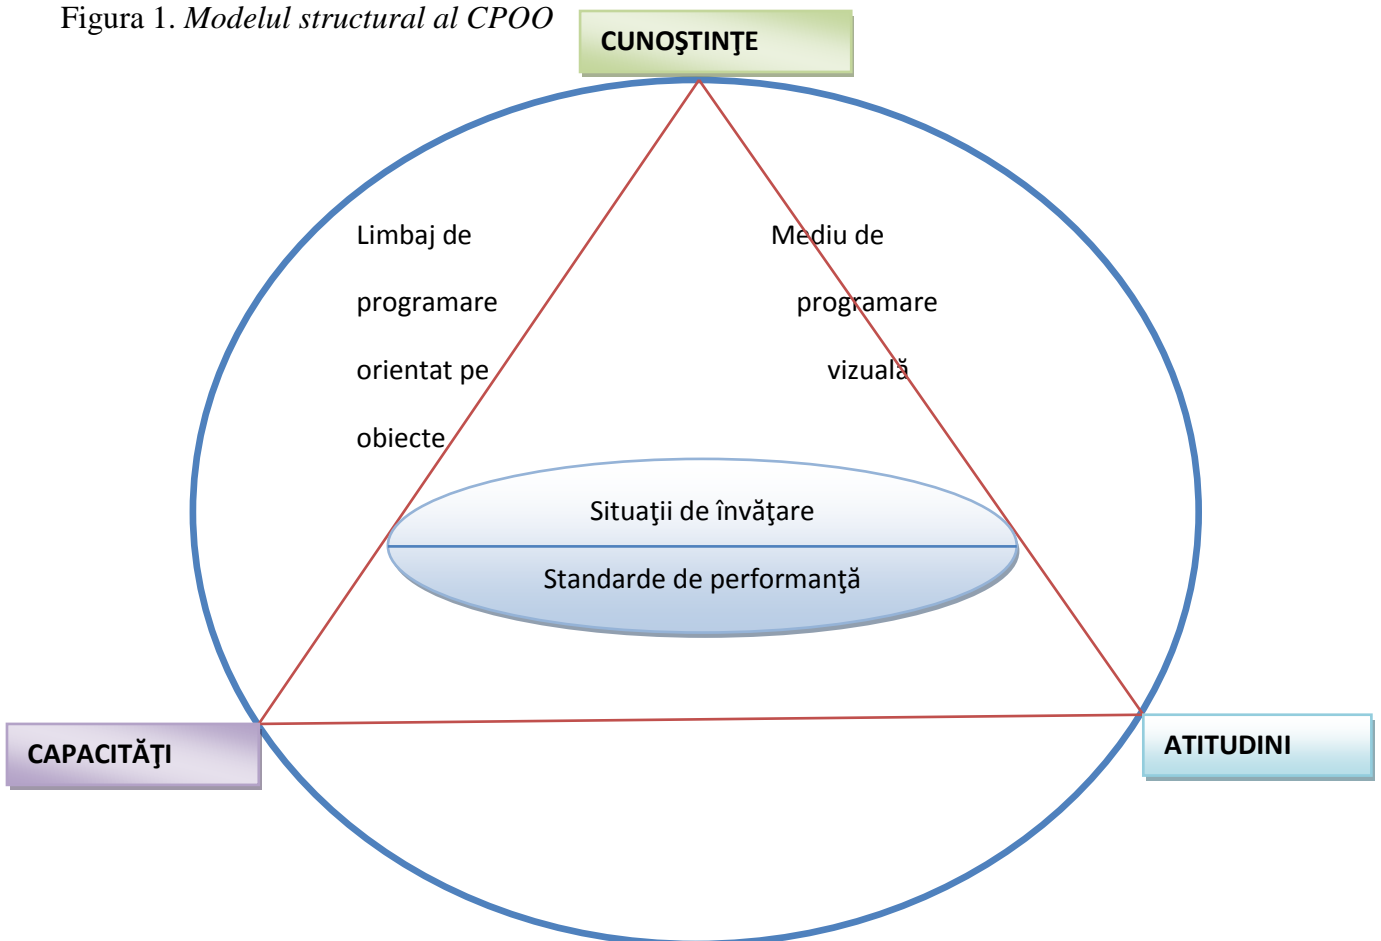 Figura 1. Modelul structural al CPOO
CUNOŞTINŢE
Limbaj de
programare
orientat pe
obiecte
Mediu de
programare
vizuală
Situaţii de învăţare
Standarde de performanţă
CAPACITĂŢI
ATITUDINI